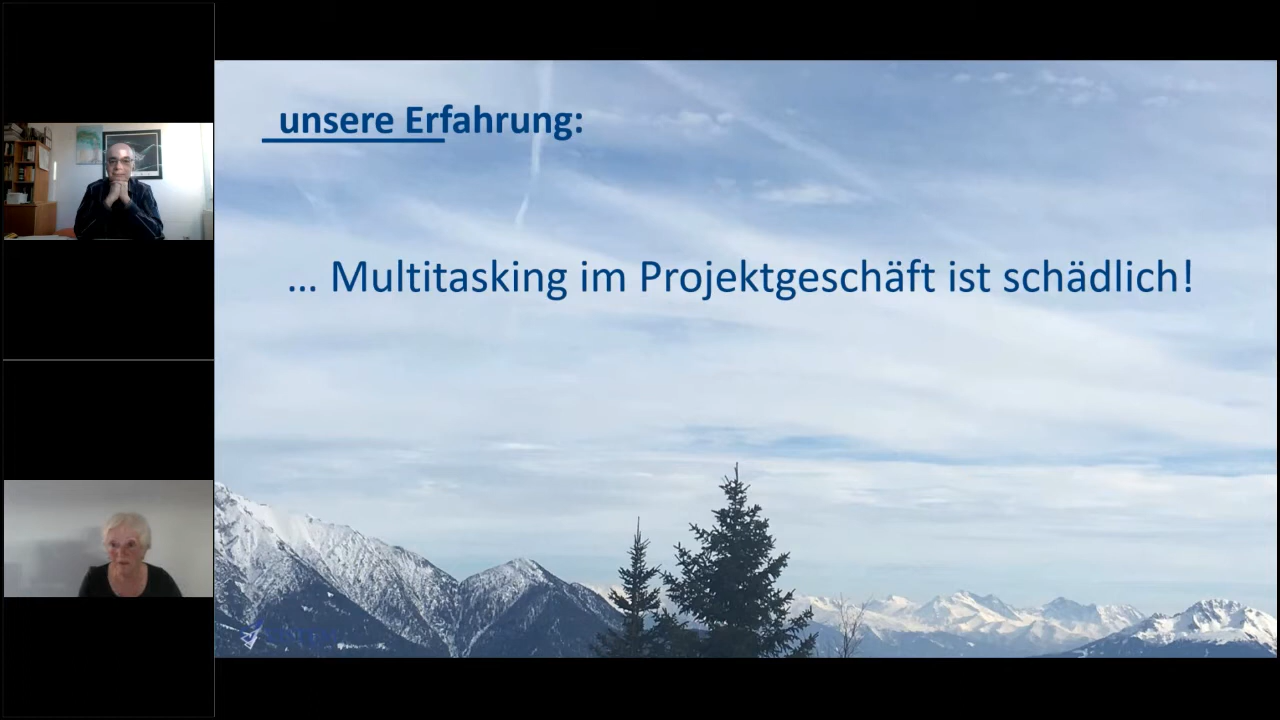 unsere Erfahrung:
... Multitasking im Projektgeschäft ist schädlich!